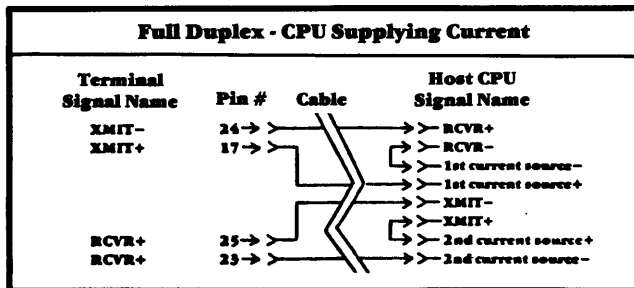 Full Duplex - CPU Supplying Current
Terminal Signal Name Pin # Cable Host CPU Signal Name
XMIT- 24 RCVR+
XMIT+ 17 RCVR-
1st current source-
1st current source+
XMIT-
XMIT+
RCVR+ 25 2nd current source+
RCVR+ 23 2nd current source-